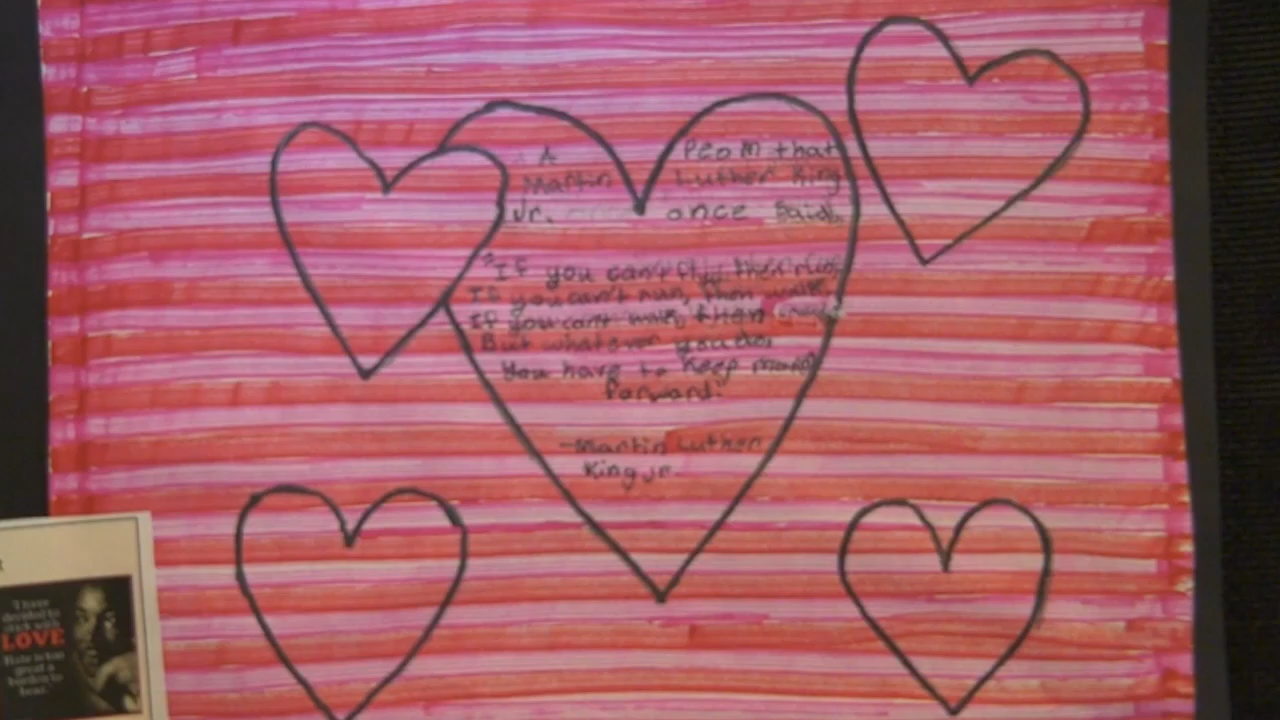 A Peom that
Martin Luther King
Jr. once said.
"If you can't fly, then run,
If you can't run, then walk,
If you can't walk, then crawl,
But whatever you do,
You have to keep moving
forward."
-Martin Luther
King jr.
I have
decided to
stick with
LOVE
Hate is too
great a
burden to
bear."